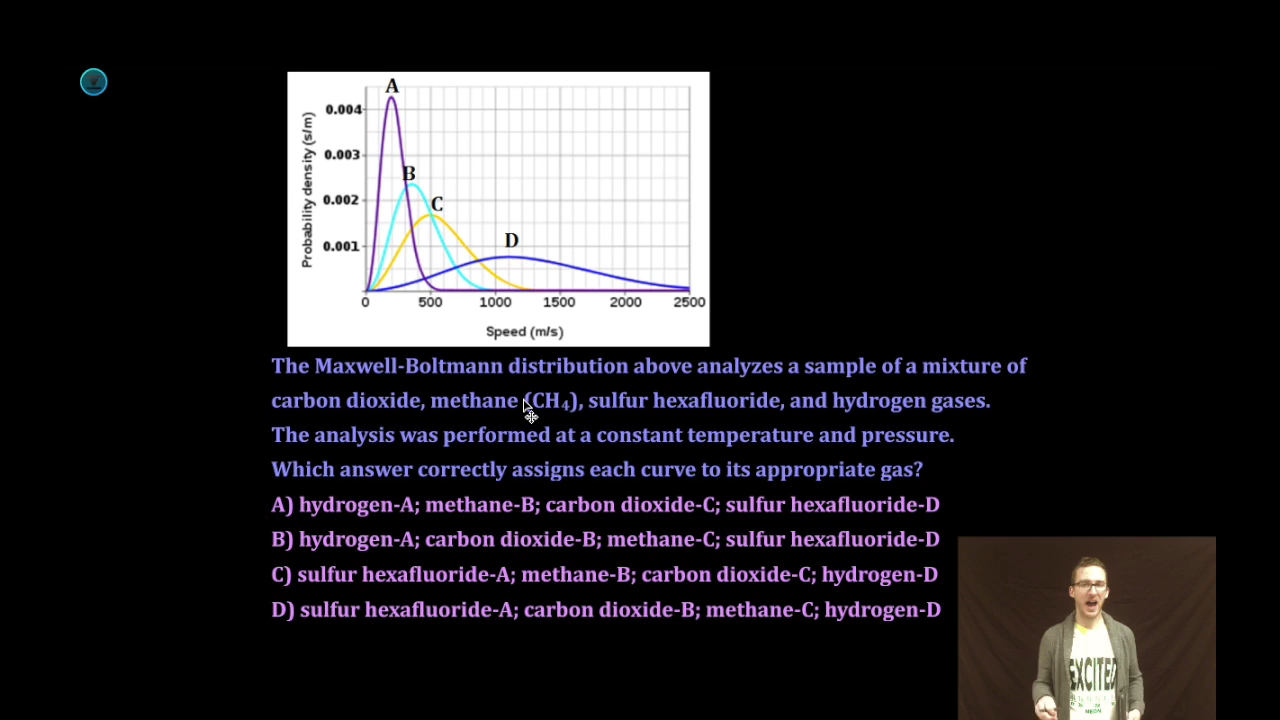 A
B
C
D
0.004
0.003
0.002
0.001
Probability density (s/m)
0 500 1000 1500 2000 2500
Speed (m/s)
The Maxwell-Boltmann distribution above analyzes a sample of a mixture of
carbon dioxide, methane (CH₄), sulfur hexafluoride, and hydrogen gases.
The analysis was performed at a constant temperature and pressure.
Which answer correctly assigns each curve to its appropriate gas?
A) hydrogen-A; methane-B; carbon dioxide-C; sulfur hexafluoride-D
B) hydrogen-A; carbon dioxide-B; methane-C; sulfur hexafluoride-D
C) sulfur hexafluoride-A; methane-B; carbon dioxide-C; hydrogen-D
D) sulfur hexafluoride-A; carbon dioxide-B; methane-C; hydrogen-D
EXCITED
NEON